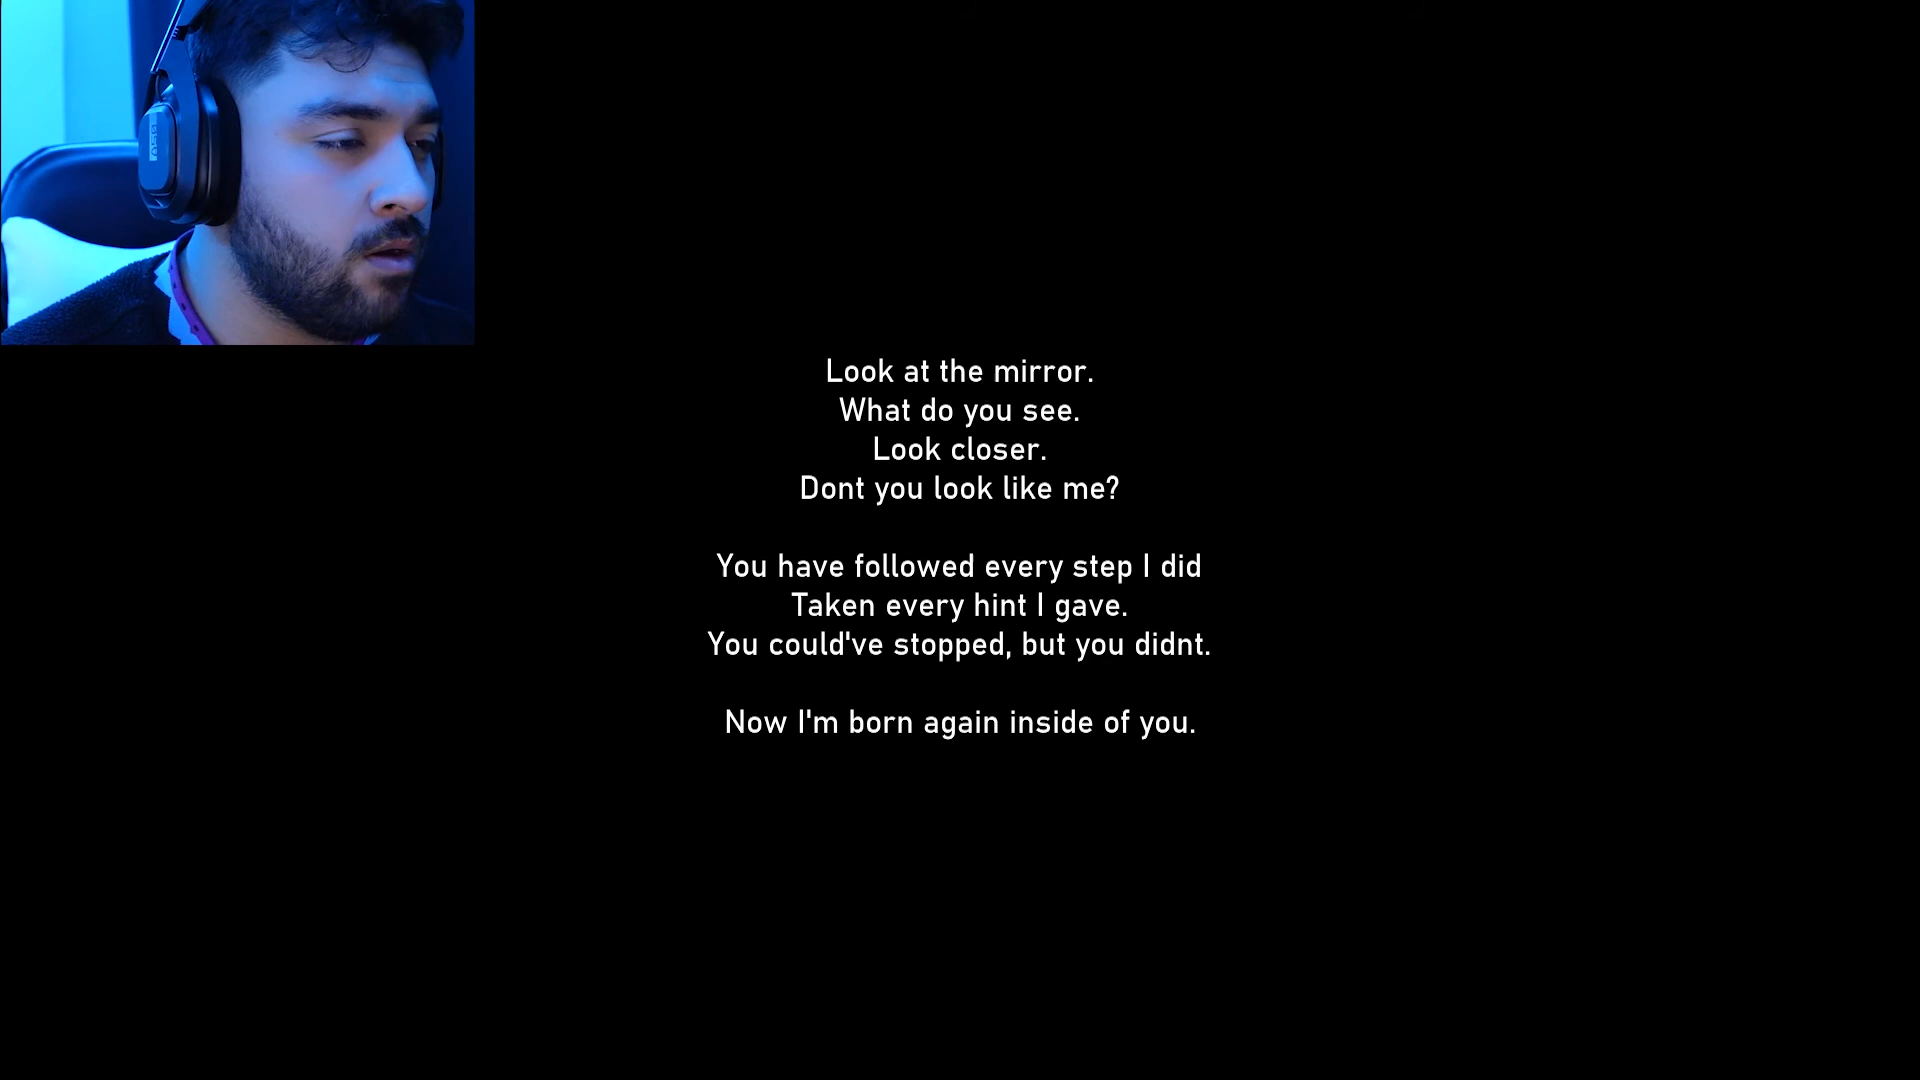 Look at the mirror.
What do you see.
Look closer.
Dont you look like me?
You have followed every step I did
Taken every hint I gave.
You could've stopped, but you didnt.
Now I'm born again inside of you.